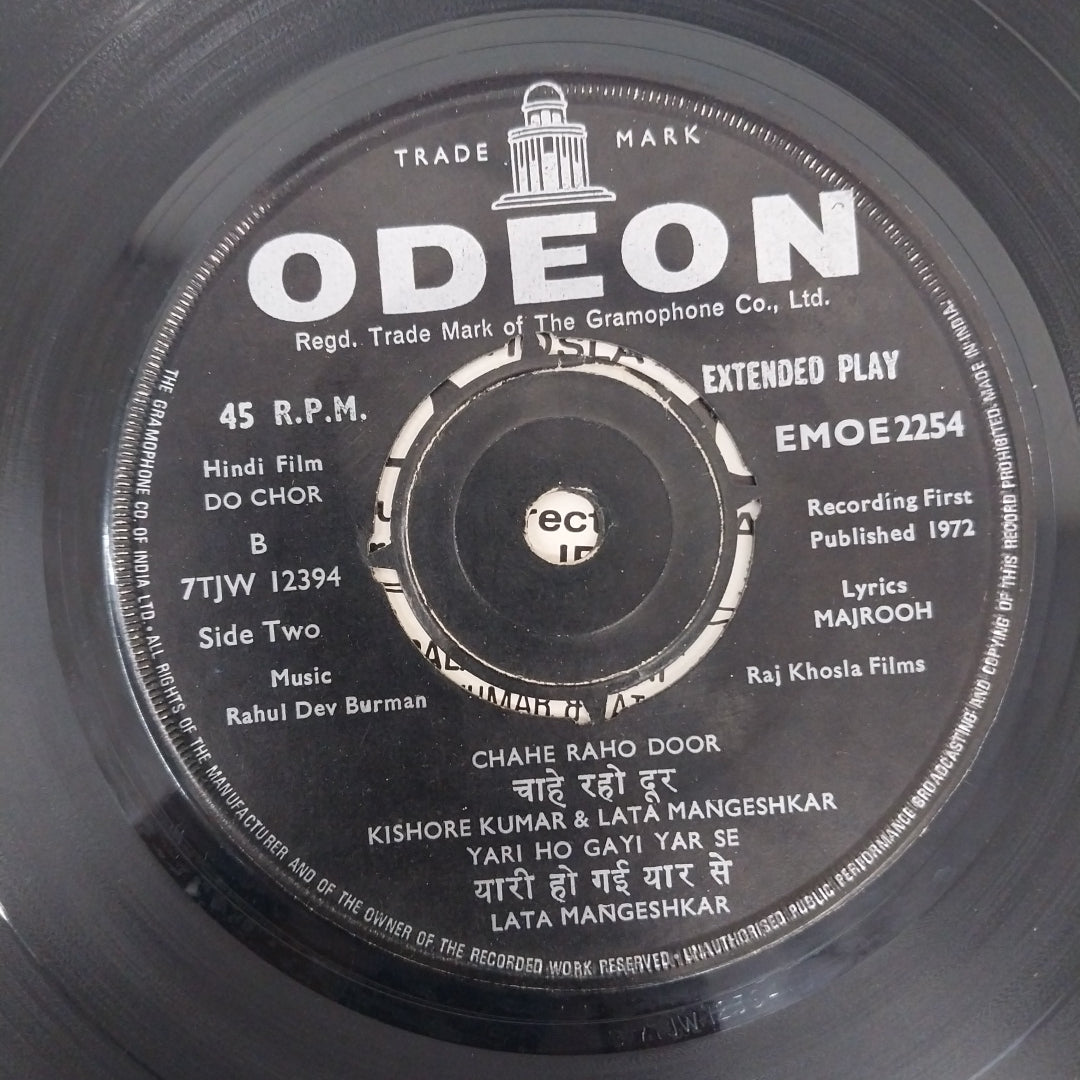 TRADE MARK
ODEON
Regd. Trade Mark of The Gramophone Co., Ltd.
EXTENDED PLAY
45 R.P.M.
EMOE 2254
Hindi Film
DO CHOR
B
7TJW 12394
Side Two
Music
Rahul Dev Burman
Recording First
Published 1972
Lyrics
MAJROOH
Raj Khosla Films
CHAHE RAHO DOOR
चाहे रहो दूर
KISHORE KUMAR & LATA MANGESHKAR
YARI HO GAYI YAR SE
यारी हो गई यार से
LATA MANGESHKAR
THE GRAMOPHONE CO. OF INDIA LTD. • ALL RIGHTS OF THE MANUFACTURER AND OF THE OWNER OF THE RECORDED WORK RESERVED • UNAUTHORISED PUBLIC PERFORMANCE BROADCASTING AND COPYING OF THIS RECORD PROHIBITED. MADE IN INDIA.
ect
UMAR &